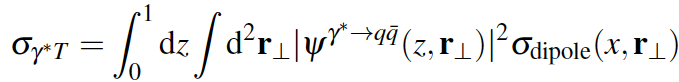 σ_{γ*T} = ∫_0^1 dz ∫ d²r_⊥ |ψ^{γ*→qq̄}(z, r_⊥)|² σ_dipole(x, r_⊥)